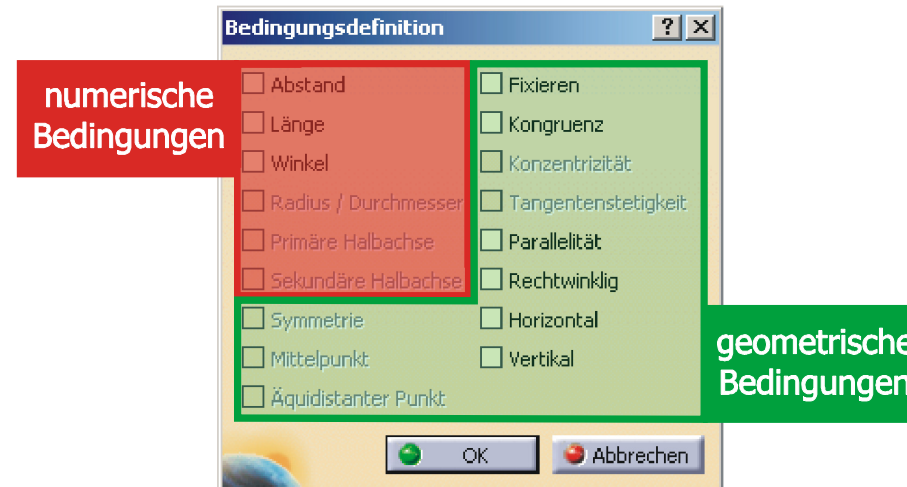 Bedingungsdefinition
numerische
Bedingungen
Abstand
Länge
Winkel
Radius / Durchmesser
Primäre Halbachse
Sekundäre Halbachse
Symmetrie
Mittelpunkt
Äquidistanter Punkt
Fixieren
Kongruenz
Konzentrizität
Tangentenstetigkeit
Parallelität
Rechtwinklig
Horizontal
Vertikal
geometrische
Bedingungen
OK
Abbrechen